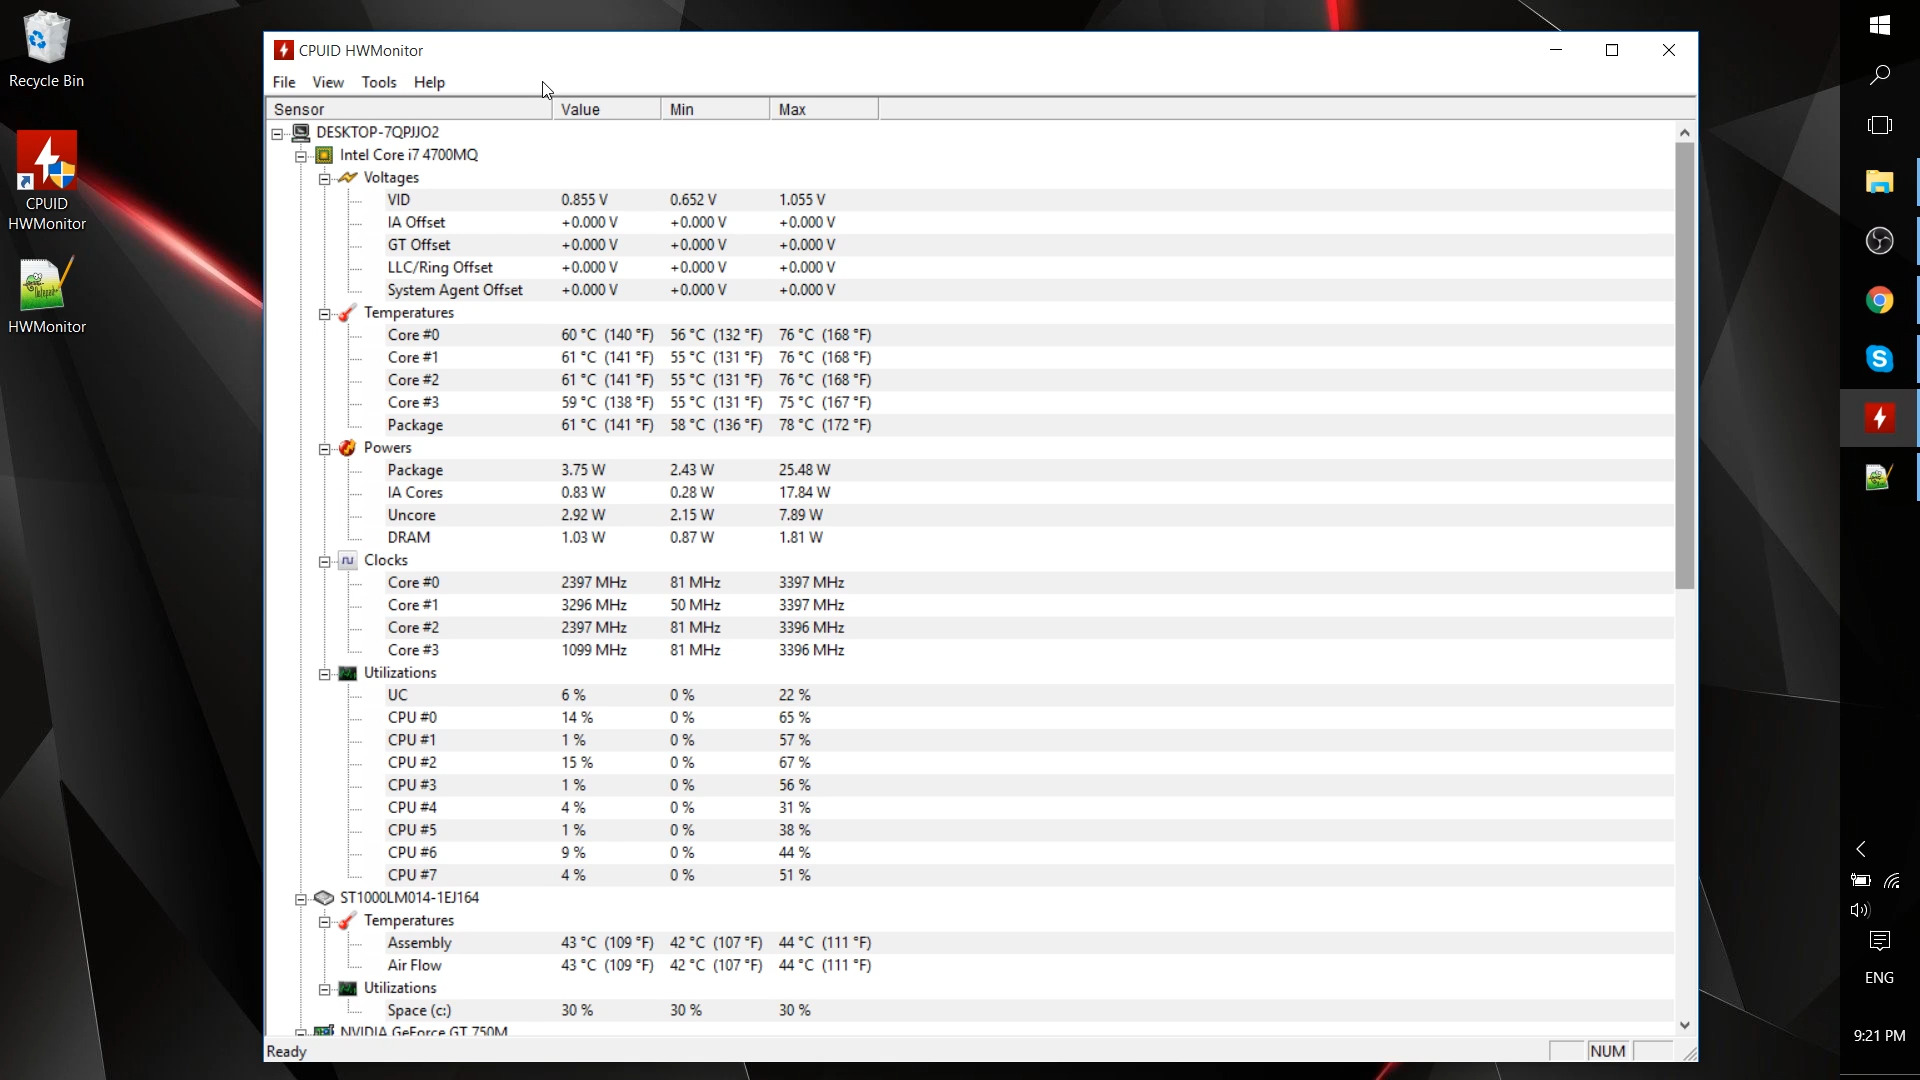 Recycle Bin
CPUID
HWMonitor
HWMonitor
CPUID HWMonitor
File View Tools Help
Sensor Value Min Max
DESKTOP-7QPJJO2
Intel Core i7 4700MQ
Voltages
VID 0.855 V 0.652 V 1.055 V
IA Offset +0.000 V +0.000 V +0.000 V
GT Offset +0.000 V +0.000 V +0.000 V
LLC/Ring Offset +0.000 V +0.000 V +0.000 V
System Agent Offset +0.000 V +0.000 V +0.000 V
Temperatures
Core #0 60 °C (140 °F) 56 °C (132 °F) 76 °C (168 °F)
Core #1 61 °C (141 °F) 55 °C (131 °F) 76 °C (168 °F)
Core #2 61 °C (141 °F) 55 °C (131 °F) 76 °C (168 °F)
Core #3 59 °C (138 °F) 55 °C (131 °F) 75 °C (167 °F)
Package 61 °C (141 °F) 58 °C (136 °F) 78 °C (172 °F)
Powers
Package 3.75 W 2.43 W 25.48 W
IA Cores 0.83 W 0.28 W 17.84 W
Uncore 2.92 W 2.15 W 7.89 W
DRAM 1.03 W 0.87 W 1.81 W
Clocks
Core #0 2397 MHz 81 MHz 3397 MHz
Core #1 3296 MHz 50 MHz 3397 MHz
Core #2 2397 MHz 81 MHz 3396 MHz
Core #3 1099 MHz 81 MHz 3396 MHz
Utilizations
UC 6 % 0 % 22 %
CPU #0 14 % 0 % 65 %
CPU #1 1 % 0 % 57 %
CPU #2 15 % 0 % 67 %
CPU #3 1 % 0 % 56 %
CPU #4 4 % 0 % 31 %
CPU #5 1 % 0 % 38 %
CPU #6 9 % 0 % 44 %
CPU #7 4 % 0 % 51 %
ST1000LM014-1EJ164
Temperatures
Assembly 43 °C (109 °F) 42 °C (107 °F) 44 °C (111 °F)
Air Flow 43 °C (109 °F) 42 °C (107 °F) 44 °C (111 °F)
Utilizations
Space (c:) 30 % 30 % 30 %
NVIDIA GeForce GT 750M
Ready NUM
ENG
9:21 PM